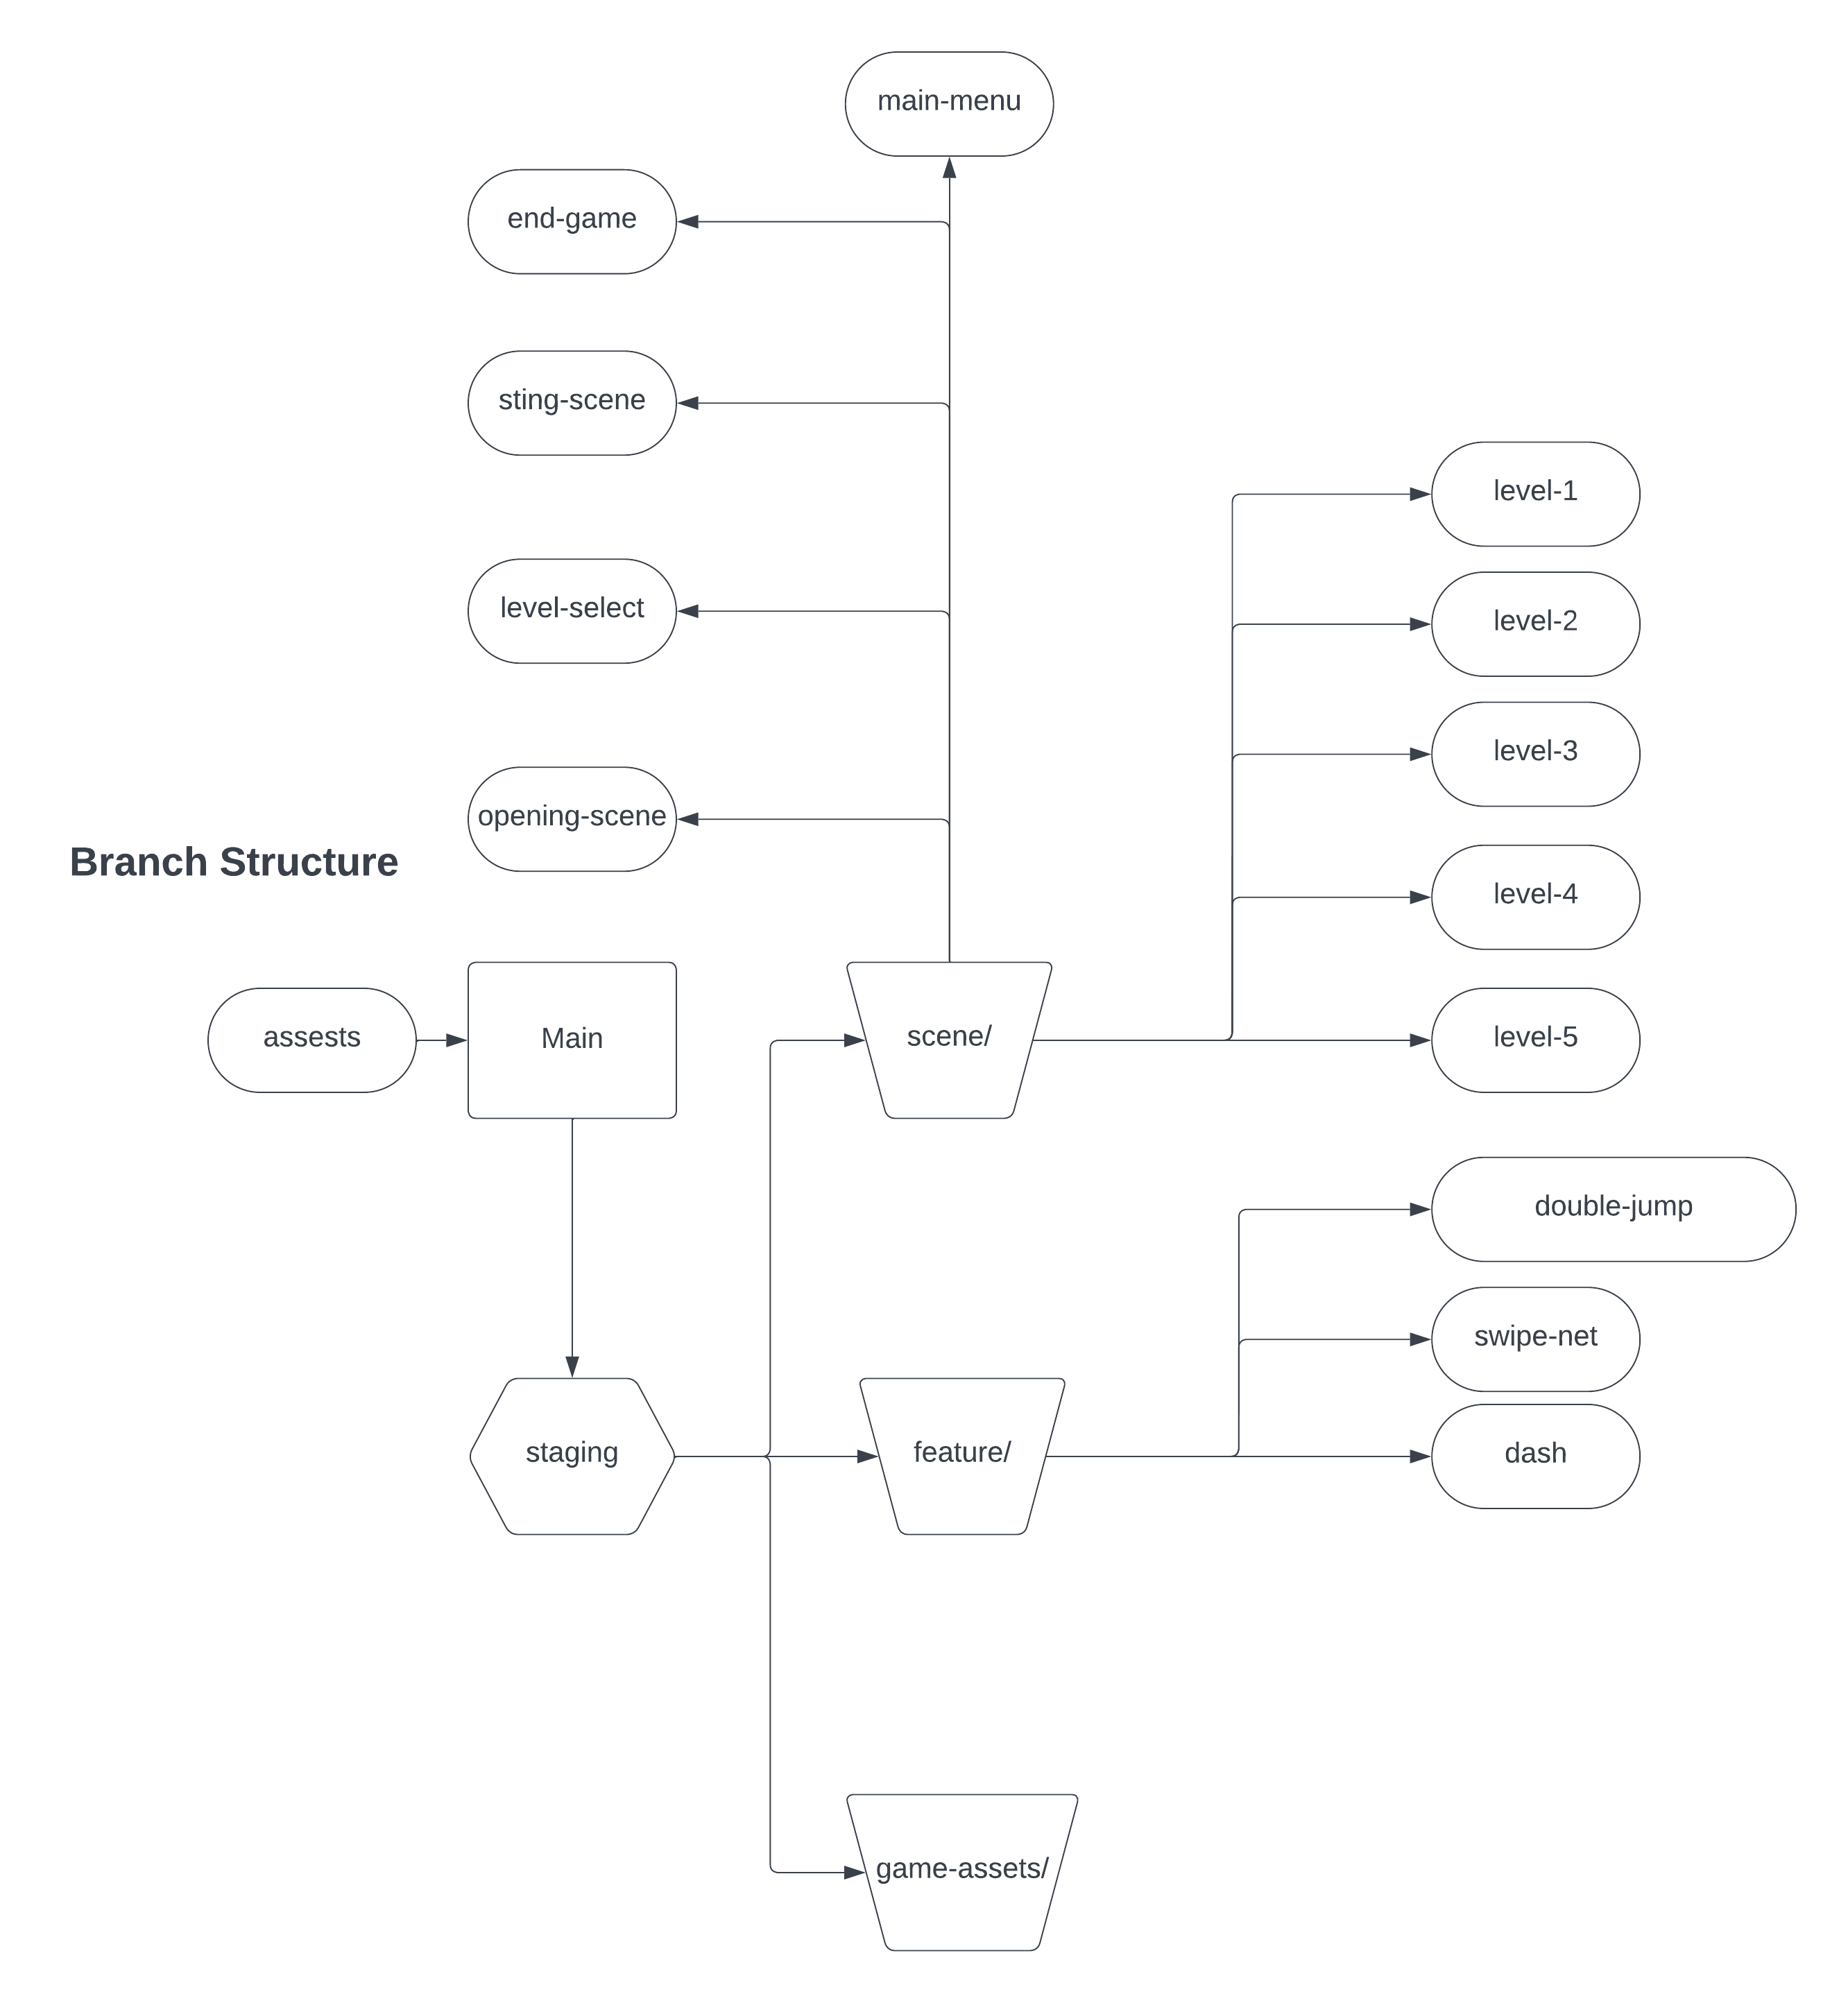 main-menu
end-game
sting-scene
level-1
level-select
level-2
level-3
opening-scene
Branch Structure
level-4
assests
Main
scene/
level-5
double-jump
swipe-net
staging
feature/
dash
game-assets/